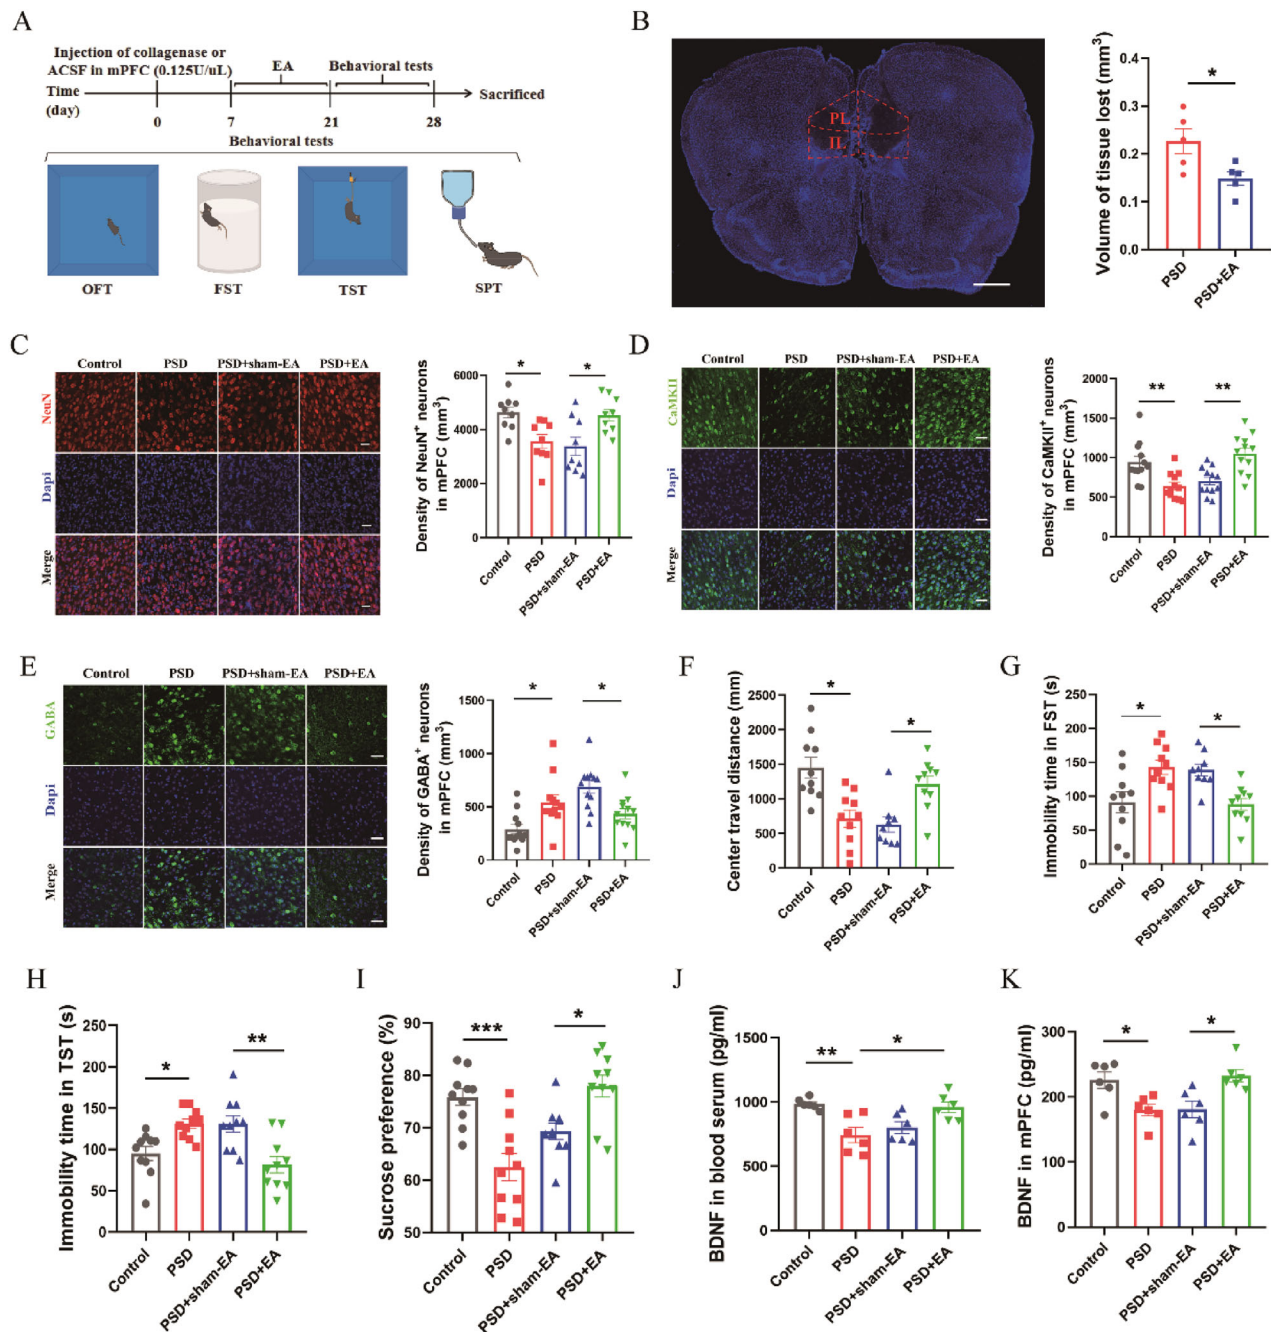 A
Injection of collagenase or
ACSF in mPFC (0.125U/uL)
EA
Behavioral tests
Time
(day)
Sacrificed
0
7
21
28
Behavioral tests
OFT
FST
TST
SPT
B
PL
IL
Volume of tissue lost (mm³)
0.4
0.3
0.2
0.1
0.0
*
PSD
PSD+EA
C
Control
PSD
PSD+sham-EA
PSD+EA
NeuN
Dapi
Merge
Density of NeuN⁺ neurons
in mPFC (mm³)
6000
4000
2000
0
*
*
Control
PSD
PSD+sham-EA
PSD+EA
D
Control
PSD
PSD+sham-EA
PSD+EA
CaMKII
Dapi
Merge
Density of CaMKII⁺ neurons
in mPFC (mm³)
2000
1500
1000
500
0
**
**
Control
PSD
PSD+sham-EA
PSD+EA
E
Control
PSD
PSD+sham-EA
PSD+EA
GABA
Dapi
Merge
Density of GABA⁺ neurons
in mPFC (mm³)
1500
1000
500
0
*
*
Control
PSD
PSD+sham-EA
PSD+EA
F
Center travel distance (mm)
2500
2000
1500
1000
500
0
*
*
Control
PSD
PSD+sham-EA
PSD+EA
G
Immobility time in FST (s)
250
200
150
100
50
0
*
*
Control
PSD
PSD+sham-EA
PSD+EA
H
Immobility time in TST (s)
250
200
150
100
50
0
*
**
Control
PSD
PSD+sham-EA
PSD+EA
I
Sucrose preference (%)
90
80
70
60
50
***
*
Control
PSD
PSD+sham-EA
PSD+EA
J
BDNF in blood serum (pg/ml)
1500
1000
500
0
**
*
Control
PSD
PSD+sham-EA
PSD+EA
K
BDNF in mPFC (pg/ml)
300
200
100
0
*
*
Control
PSD
PSD+sham-EA
PSD+EA